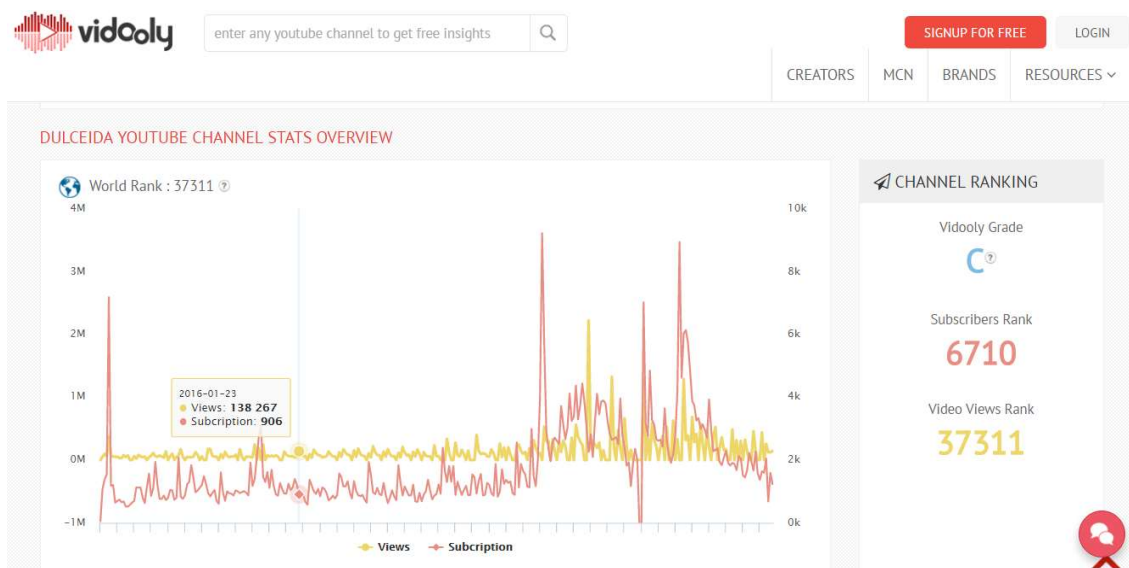 vidooly
enter any youtube channel to get free insights
SIGNUP FOR FREE
LOGIN
CREATORS
MCN
BRANDS
RESOURCES
DULCEIDA YOUTUBE CHANNEL STATS OVERVIEW
World Rank : 37311 ?
4M
3M
2M
1M
0M
-1M
10k
8k
6k
4k
2k
0k
2016-01-23
Views: 138 267
Subcription: 906
Views
Subcription
CHANNEL RANKING
Vidooly Grade
C ?
Subscribers Rank
6710
Video Views Rank
37311